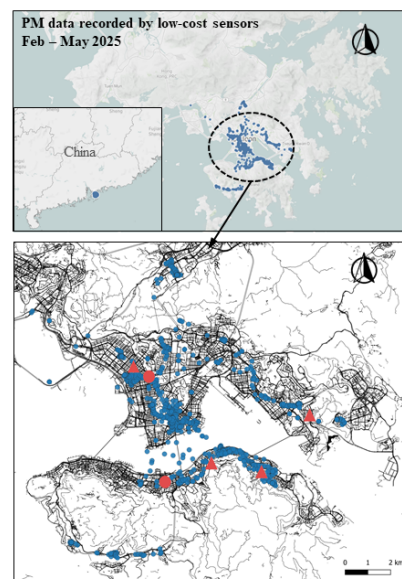 PM data recorded by low-cost sensors
Feb – May 2025
China
0 1 2 km